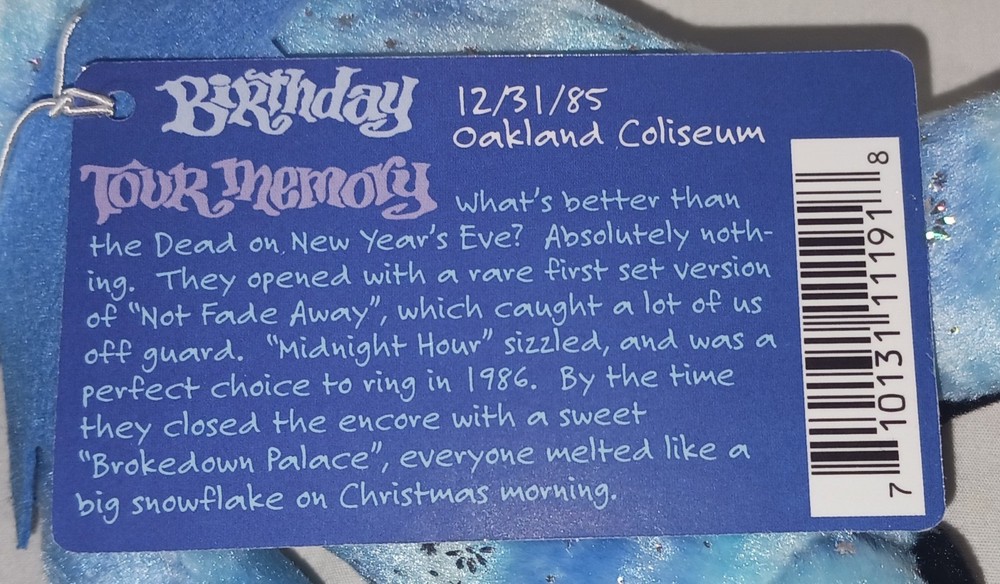 Birthday
12/31/85
Oakland Coliseum
Tour Memory
What's better than
the Dead on New Year's Eve? Absolutely noth-
ing. They opened with a rare first set version
of "Not Fade Away", which caught a lot of us
off guard. "Midnight Hour" sizzled, and was a
perfect choice to ring in 1986. By the time
they closed the encore with a sweet
"Brokedown Palace", everyone melted like a
big snowflake on Christmas morning.
7 10131 11191 8